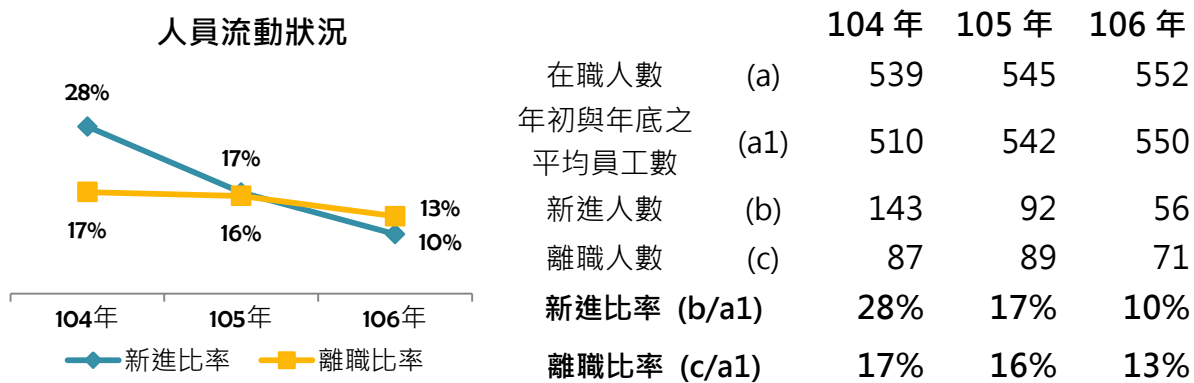 人員流動狀況
28%
17%
17%
16%
13%
10%
104年 105年 106年
新進比率 離職比率
104 年 105 年 106 年
在職人數 (a) 539 545 552
年初與年底之
平均員工數 (a1) 510 542 550
新進人數 (b) 143 92 56
離職人數 (c) 87 89 71
新進比率 (b/a1) 28% 17% 10%
離職比率 (c/a1) 17% 16% 13%